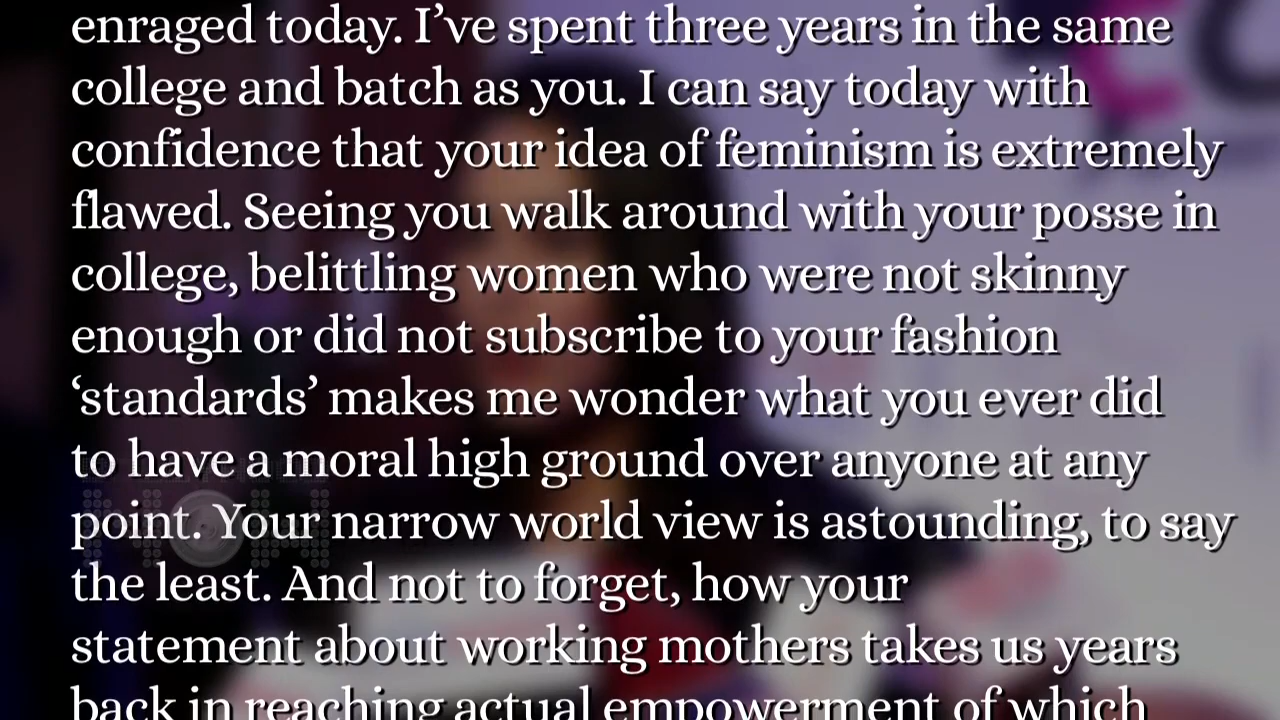 enraged today. I’ve spent three years in the same
college and batch as you. I can say today with
confidence that your idea of feminism is extremely
flawed. Seeing you walk around with your posse in
college, belittling women who were not skinny
enough or did not subscribe to your fashion
‘standards’ makes me wonder what you ever did
to have a moral high ground over anyone at any
point. Your narrow world view is astounding, to say
the least. And not to forget, how your
statement about working mothers takes us years
back in reaching actual empowerment of which